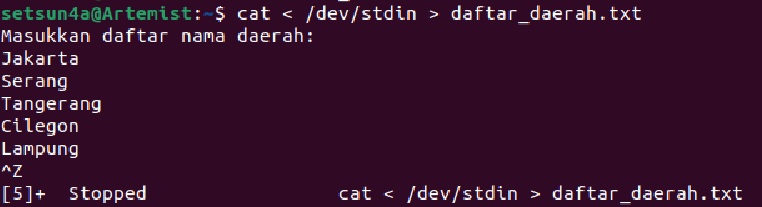 setsun4a@Artemist:~$ cat < /dev/stdin > daftar_daerah.txt
Masukkan daftar nama daerah:
Jakarta
Serang
Tangerang
Cilegon
Lampung
^Z
[5]+  Stopped                 cat < /dev/stdin > daftar_daerah.txt